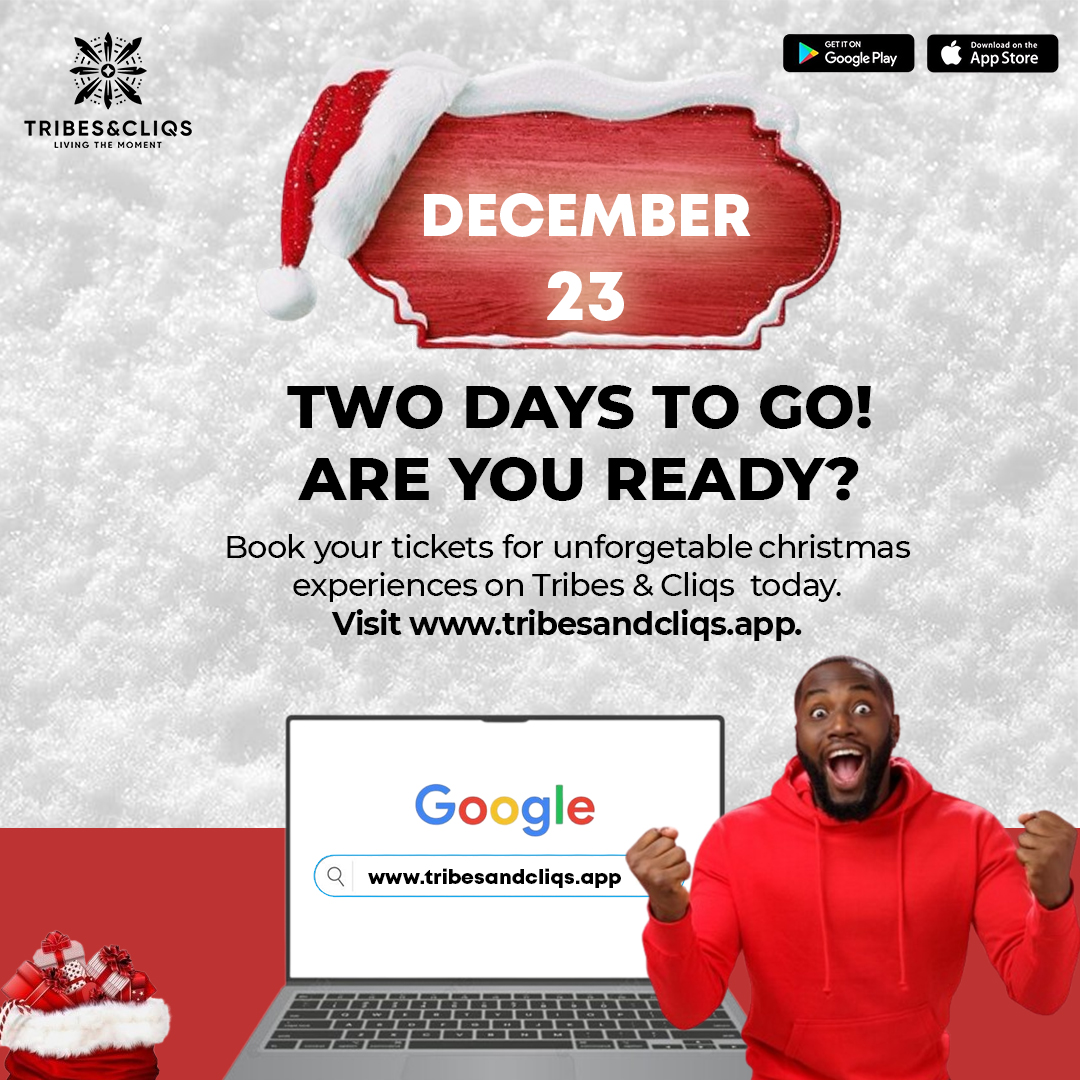 TRIBES&CLIQS
LIVING THE MOMENT
GET IT ON
Google Play
Download on the
App Store
DECEMBER
23
TWO DAYS TO GO!
ARE YOU READY?
Book your tickets for unforgetable christmas
experiences on Tribes & Cliqs today.
Visit www.tribesandcliqs.app.
Google
www.tribesandcliqs.app